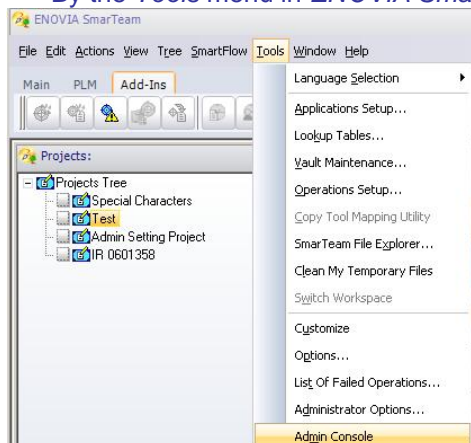 By the Tools menu in ENOVIA Sma
ENOVIA SmarTeam
File Edit Actions View Tree SmartFlow Tools Window Help
Main PLM Add-Ins
Projects:
Projects Tree
Special Characters
Test
Admin Setting Project
IR 0601358
Language Selection
Applications Setup...
Lookup Tables...
Vault Maintenance...
Operations Setup...
Copy Tool Mapping Utility
SmarTeam File Explorer...
Clean My Temporary Files
Switch Workspace
Customize
Options...
List Of Failed Operations...
Administrator Options...
Admin Console